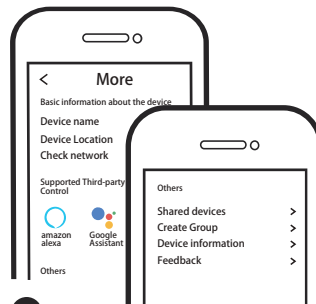 More
Basic information about the device
Device name
Device Location
Check network
Supported Third-party
Control
amazon
alexa
Google
Assistant
Others
Others
Shared devices
Create Group
Device information
Feedback